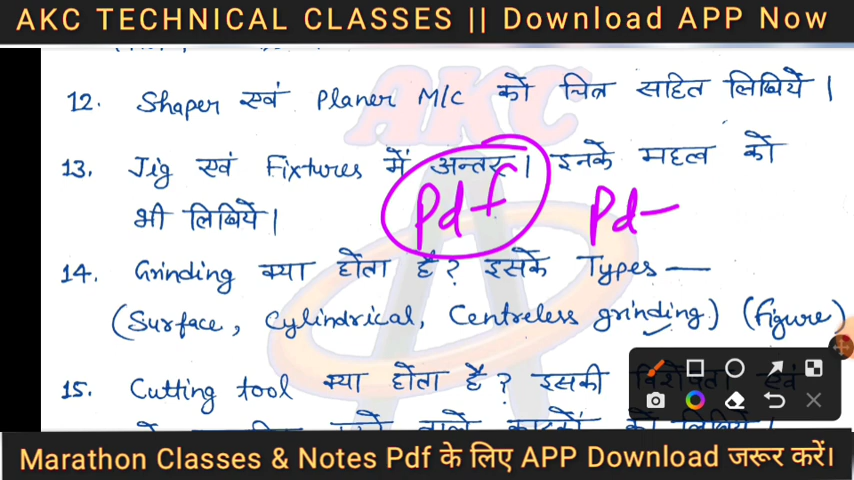 AKC TECHNICAL CLASSES || Download APP Now
12. Shaper एवं Planer M/C को चित्र सहित लिखिये।
13. Jig एवं Fixtures में अन्तर। इनके महत्व को
भी लिखिये।
Pdf Pd
14. Grinding क्या होता है? इसके Types —
(Surface, Cylindrical, Centreless grinding) (figure)
15. Cutting tool क्या होता है? इसकी
Marathon Classes & Notes Pdf के लिए APP Download जरूर करें।